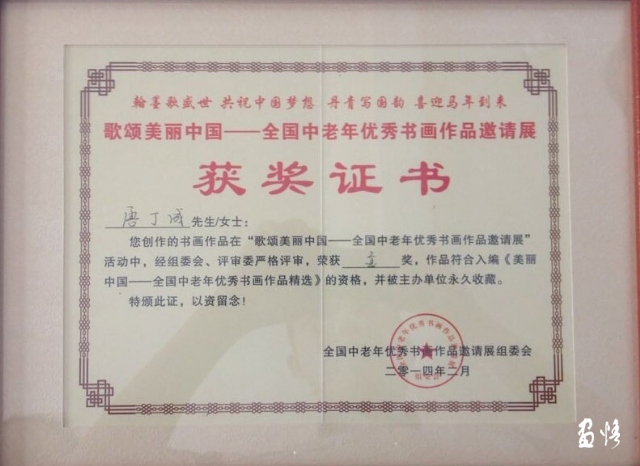 翰墨歌盛世 共祝中国梦想 丹青写国韵 喜迎马年到来
歌颂美丽中国——全国中老年优秀书画作品邀请展
获奖证书
唐丁成 先生/女士：
您创作的书画作品在“歌颂美丽中国——全国中老年优秀书画作品邀请展”
活动中，经组委会、评审委严格评审，荣获 金 奖，作品符合入编《美丽
中国——全国中老年优秀书画作品精选》的资格，并被主办单位永久收藏。
特颁此证，以资留念！
全国中老年优秀书画作品邀请展组委会
二零一四年二月